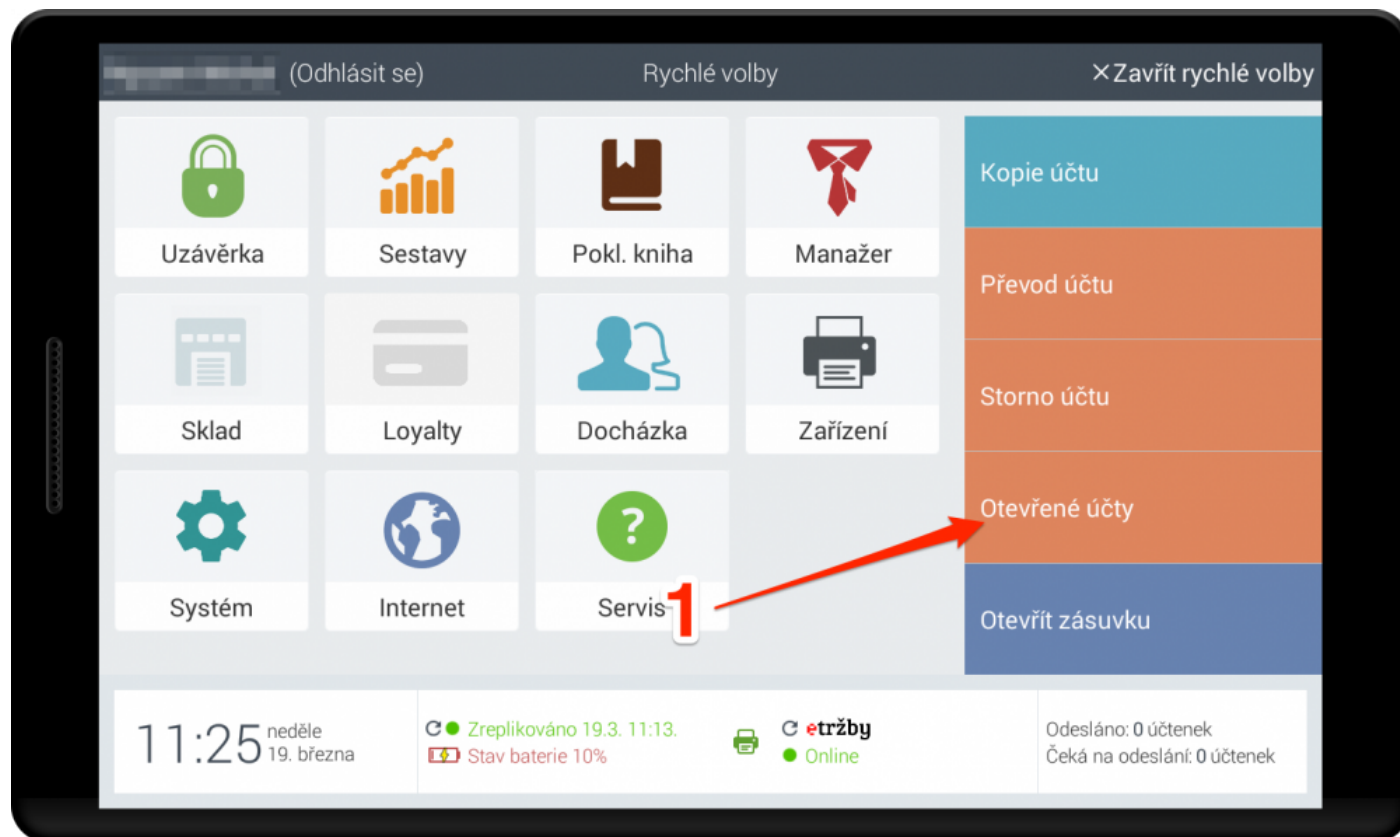 (Odhlásit se)
Rychlé volby
×Zavřít rychlé volby
Uzávěrka
Sestavy
Pokl. kniha
Manažer
Sklad
Loyalty
Docházka
Zařízení
Systém
Internet
?
Servis
1
Kopie účtu
Převod účtu
Storno účtu
Otevřené účty
Otevřít zásuvku
11:25
neděle
19. března
Zreplikováno 19.3. 11:13.
Stav baterie 10%
etržby
Online
Odesláno: 0 účtenek
Čeká na odeslání: 0 účtenek